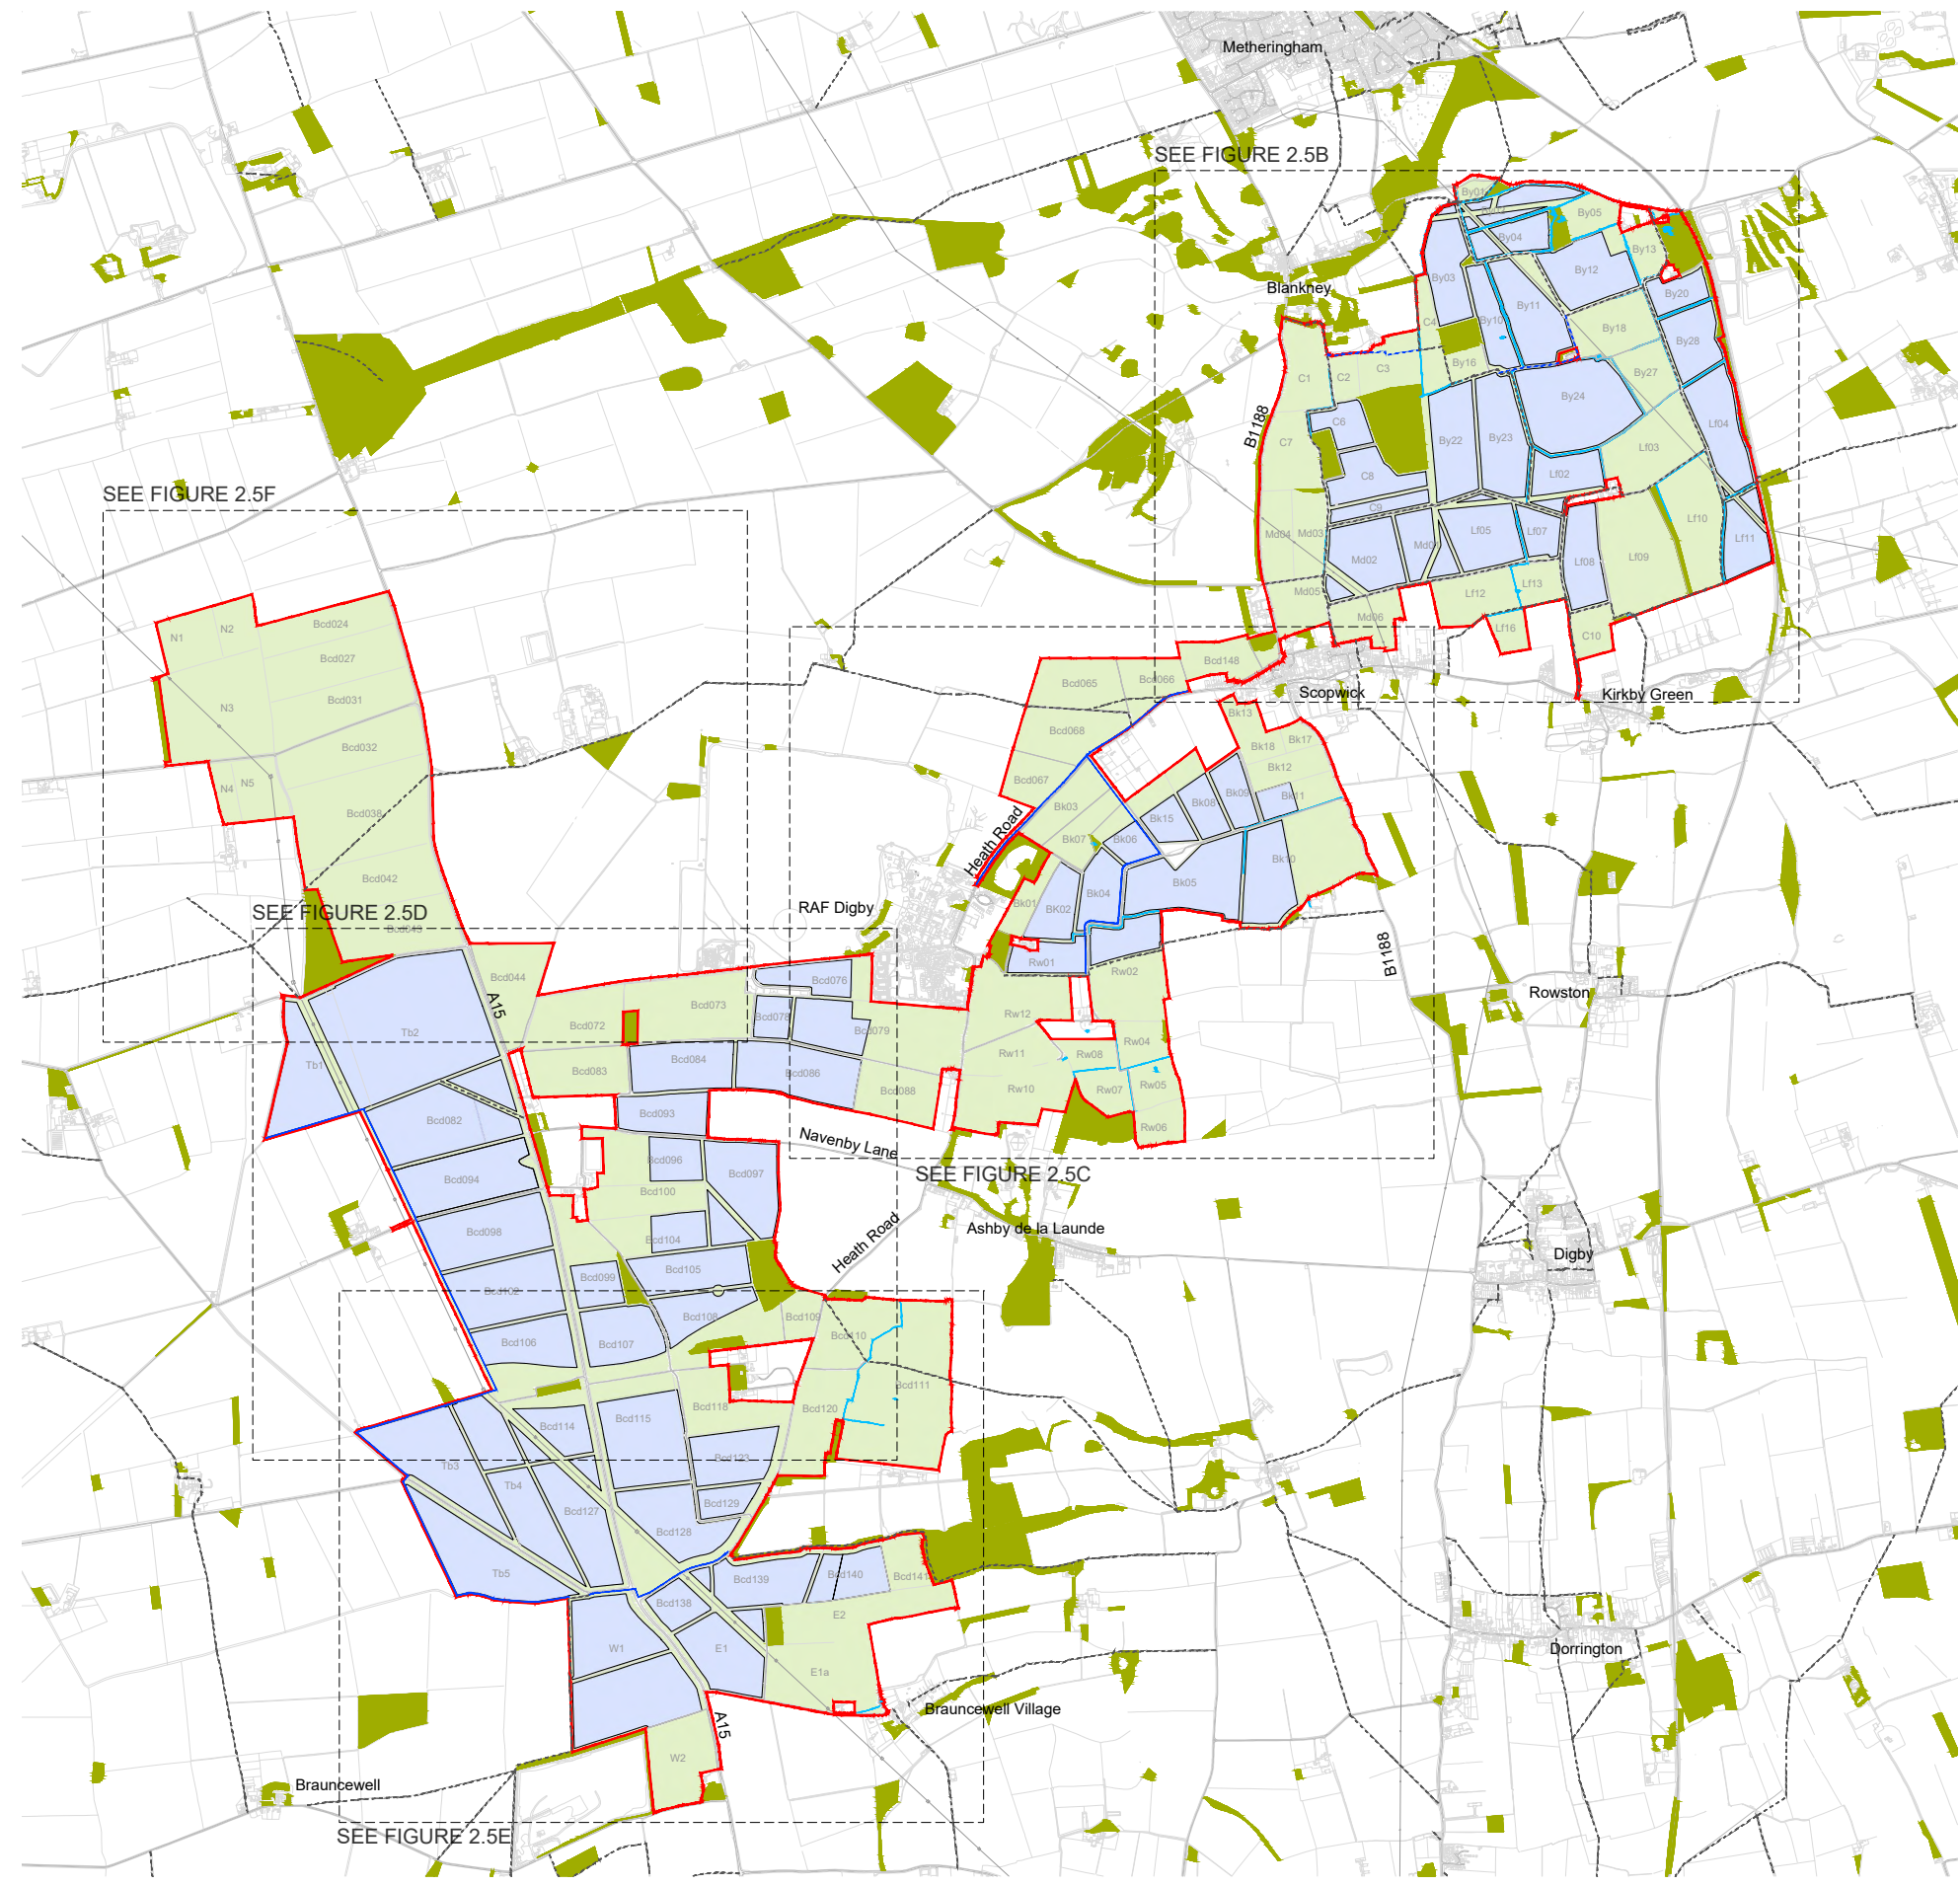 Metheringham
SEE FIGURE 2.5B
By01
By05
By04
By13
By12
By03
By20
Blankney
By11
By10
C4
By18
By28
By16
C3
C2
C1
By27
By24
B1188
C6
C7
By22
By23
Lf04
Lf03
C8
Lf02
SEE FIGURE 2.5F
C9
Lf10
Md04
Md03
Lf05
Lf07
Lf11
Md02
Lf08
Lf09
Md05
Lf12
Lf13
Md06
Lf16
C10
N1
N2
Bcd024
Bcd027
Bcd148
Bcd065
Bcd066
Scopwick
Kirkby Green
Bcd031
N3
Bk13
Bcd068
Bk17
Bk18
Bcd032
Bk12
Bcd067
N4
N5
Bk09
Bk11
Bk08
Bk03
Bcd038
Bk15
Heath Road
Bk07
Bk06
Bk10
Bcd042
Bk05
Bk04
Bk01
BK02
RAF Digby
SEE FIGURE 2.5D
B1188
Rw01
Rw02
Bcd044
Bcd076
Rowston
A15
Bcd073
Bcd078
Rw12
Bcd072
Bcd079
Tb2
Rw04
Rw11
Rw08
Tb1
Bcd084
Bcd083
Bcd086
Rw05
Rw10
Rw07
Bcd088
Bcd093
Bcd082
Rw06
Navenby Lane
Bcd096
Bcd097
SEE FIGURE 2.5C
Bcd094
Bcd100
Heath Road
Ashby de la Launde
Bcd098
Bcd104
Digby
Bcd099
Bcd105
Bcd102
Bcd108
Bcd109
Bcd110
Bcd106
Bcd107
Bcd111
Bcd118
Bcd120
Bcd115
Bcd114
Bcd123
Tb3
Tb4
Bcd129
Bcd127
Bcd128
Tb5
Bcd139
Bcd140
Bcd141
Bcd138
E2
W1
E1
Dorrington
E1a
Brauncewell Village
A15
W2
Brauncewell
SEE FIGURE 2.5E